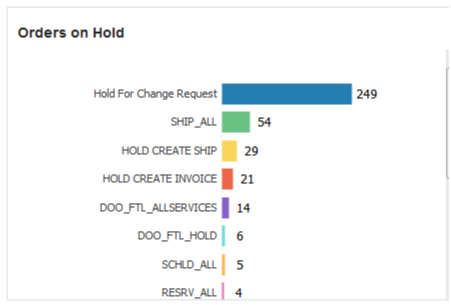 Orders on Hold
Hold For Change Request 249
SHIP_ALL 54
HOLD CREATE SHIP 29
HOLD CREATE INVOICE 21
DOO_FTL_ALLSERVICES 14
DOO_FTL_HOLD 6
SCHLD_ALL 5
RESRV_ALL 4